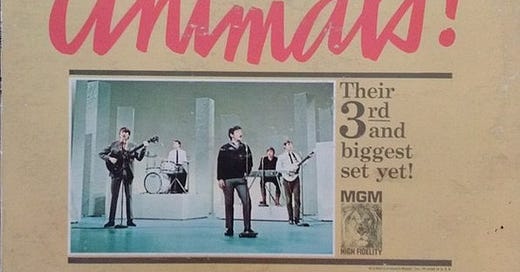 animals!
Their
3rd and
biggest
set yet!
MGM
HIGH FIDELITY